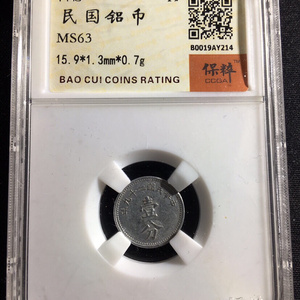 民国铝币
MS63
15.9*1.3mm*0.7g
BAO CUI COINS RATING
B0019AY214
保粹
CCGA
壹分